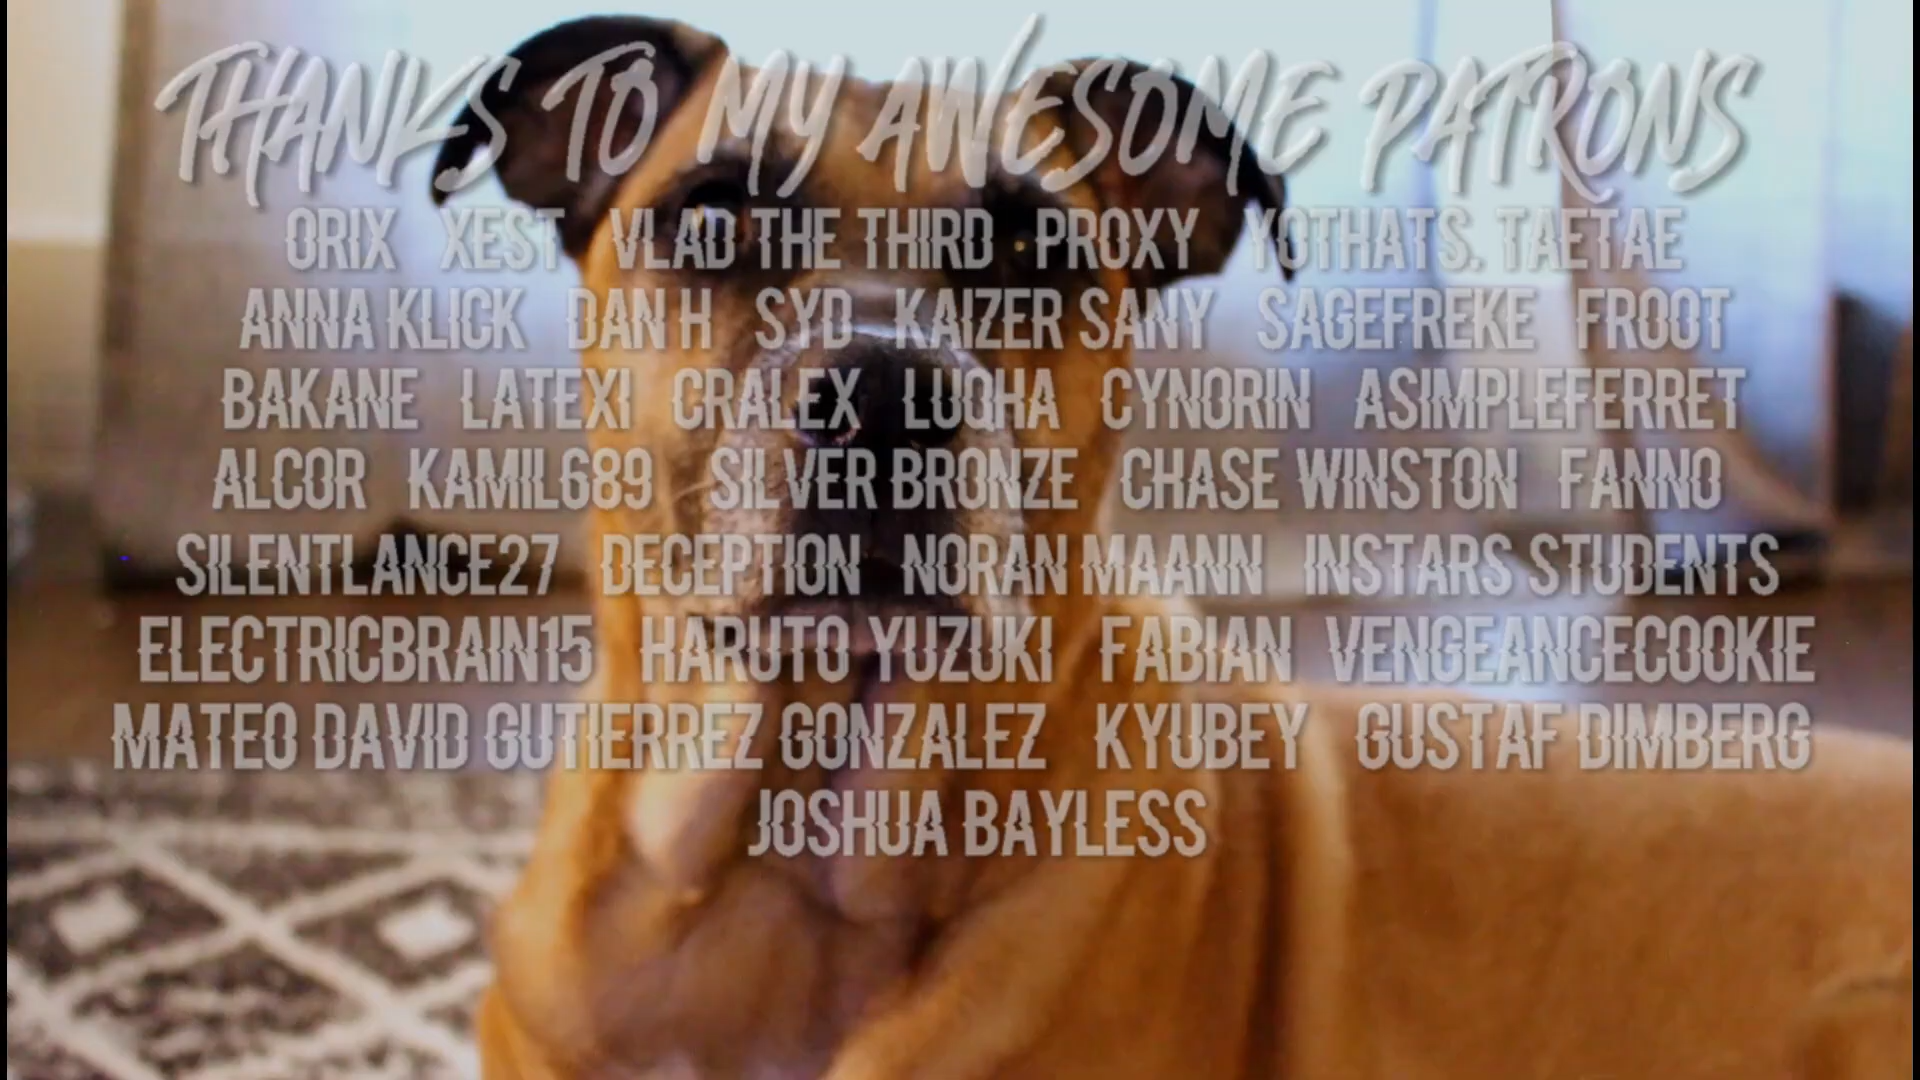 THANKS TO MY AWESOME PATRONS
ORIX XEST VLAD THE THIRD PROXY YOTHATS. TAETAE
ANNA KLICK DAN H SYD KAIZER SANY SAGEFREKE FROOT
BAKANE LATEXI CRALEX LUQHA CYNORIN ASIMPLEFERRET
ALCOR KAMIL689 SILVER BRONZE CHASE WINSTON FANNO
SILENTLANCE27 DECEPTION NORAN MAANN INSTARS STUDENTS
ELECTRICBRAIN15 HARUTO YUZUKI FABIAN VENGEANCECOOKIE
MATEO DAVID GUTIERREZ GONZALEZ KYUBEY GUSTAF DIMBERG
JOSHUA BAYLESS